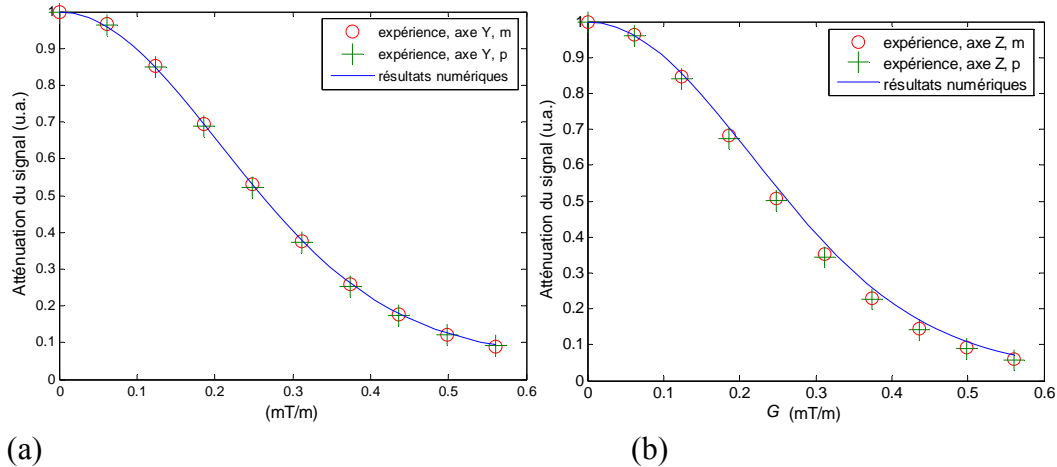 1
0.9
0.8
0.7
0.6
0.5
0.4
0.3
0.2
0.1
0
0 0.1 0.2 0.3 0.4 0.5 0.6
(mT/m)
Atténuation du signal (u.a.)
expérience, axe Y, m
expérience, axe Y, p
résultats numériques
(a)
1
0.9
0.8
0.7
0.6
0.5
0.4
0.3
0.2
0.1
0
0 0.1 0.2 0.3 0.4 0.5 0.6
G (mT/m)
Atténuation du signal (u.a.)
expérience, axe Z, m
expérience, axe Z, p
résultats numériques
(b)